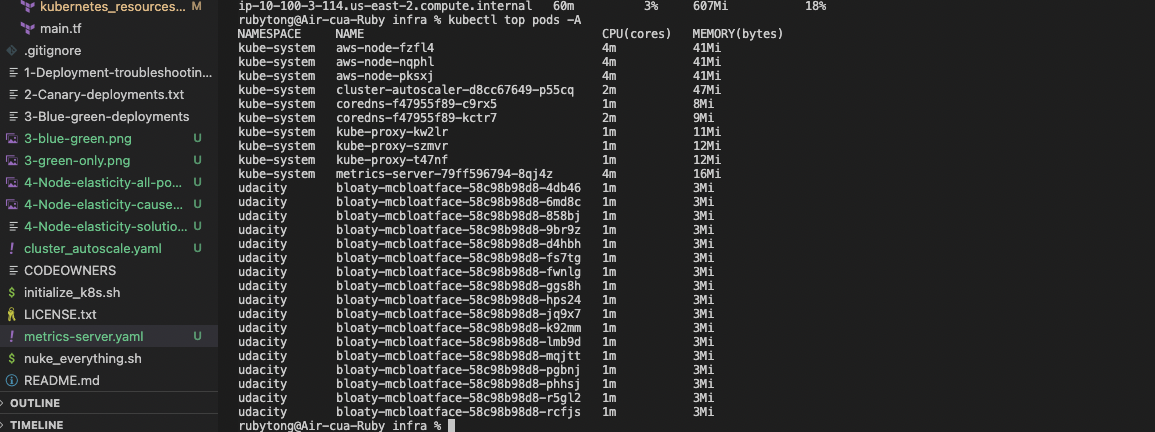 kubernetes_resources... M
main.tf
.gitignore
1-Deployment-troubleshootin...
2-Canary-deployments.txt
3-Blue-green-deployments
3-blue-green.png U
3-green-only.png U
4-Node-elasticity-all-po... U
4-Node-elasticity-cause... U
4-Node-elasticity-solutio... U
! cluster_autoscale.yaml U
CODEOWNERS
$ initialize_k8s.sh
LICENSE.txt
! metrics-server.yaml U
$ nuke_everything.sh
README.md
OUTLINE
TIMELINE
ip-10-100-3-114.us-east-2.compute.internal 60m 3% 607Mi 18%
rubytong@Air-cua-Ruby infra % kubectl top pods -A
NAMESPACE NAME CPU(cores) MEMORY(bytes)
kube-system aws-node-fzfl4 4m 41Mi
kube-system aws-node-nqphl 4m 41Mi
kube-system aws-node-pksxj 4m 41Mi
kube-system cluster-autoscaler-d8cc67649-p55cq 2m 47Mi
kube-system coredns-f47955f89-c9rx5 1m 8Mi
kube-system coredns-f47955f89-kctr7 2m 9Mi
kube-system kube-proxy-kw2lr 1m 11Mi
kube-system kube-proxy-szmvr 1m 12Mi
kube-system kube-proxy-t47nf 1m 12Mi
kube-system metrics-server-79ff596794-8qj4z 4m 16Mi
udacity bloaty-mcbloatface-58c98b98d8-4db46 1m 3Mi
udacity bloaty-mcbloatface-58c98b98d8-6md8c 1m 3Mi
udacity bloaty-mcbloatface-58c98b98d8-858bj 1m 3Mi
udacity bloaty-mcbloatface-58c98b98d8-9br9z 1m 3Mi
udacity bloaty-mcbloatface-58c98b98d8-d4hbh 1m 3Mi
udacity bloaty-mcbloatface-58c98b98d8-fs7tg 1m 3Mi
udacity bloaty-mcbloatface-58c98b98d8-fwnlg 1m 3Mi
udacity bloaty-mcbloatface-58c98b98d8-ggs8h 1m 3Mi
udacity bloaty-mcbloatface-58c98b98d8-hps24 1m 3Mi
udacity bloaty-mcbloatface-58c98b98d8-jq9x7 1m 3Mi
udacity bloaty-mcbloatface-58c98b98d8-k92mm 1m 3Mi
udacity bloaty-mcbloatface-58c98b98d8-lmb9d 1m 3Mi
udacity bloaty-mcbloatface-58c98b98d8-mqjtt 1m 3Mi
udacity bloaty-mcbloatface-58c98b98d8-pgbnj 1m 3Mi
udacity bloaty-mcbloatface-58c98b98d8-phhsj 1m 3Mi
udacity bloaty-mcbloatface-58c98b98d8-r5gl2 1m 3Mi
udacity bloaty-mcbloatface-58c98b98d8-rcfjs 1m 3Mi
rubytong@Air-cua-Ruby infra %